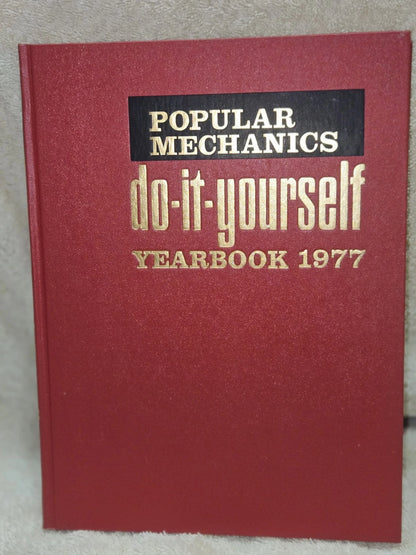 POPULAR
MECHANICS
do-it-yourself
YEARBOOK 1977